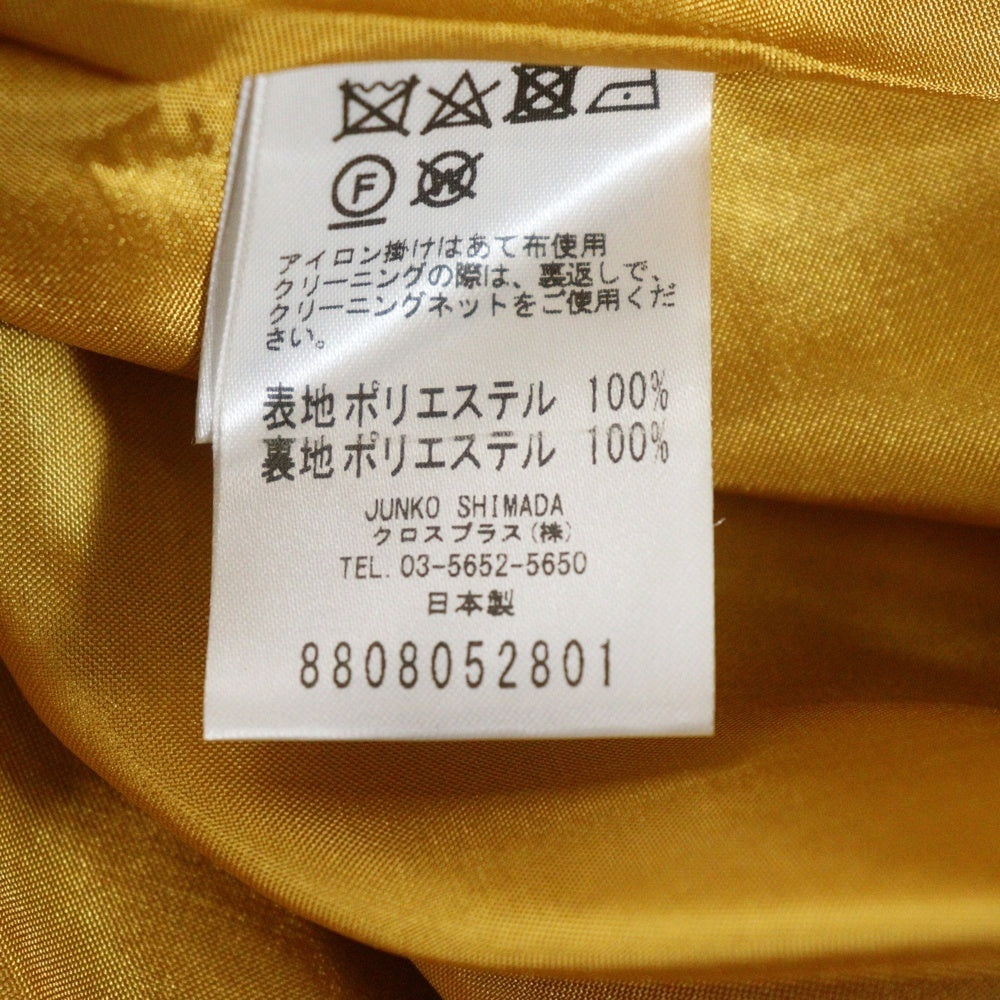 F
W
アイロン掛けはあて布使用
クリーニングの際は、裏返しで、
クリーニングネットをご使用くだ
さい。
表地 ポリエステル 100%
裏地 ポリエステル 100%
JUNKO SHIMADA
クロスプラス(株)
TEL. 03-5652-5650
日本製
8808052801